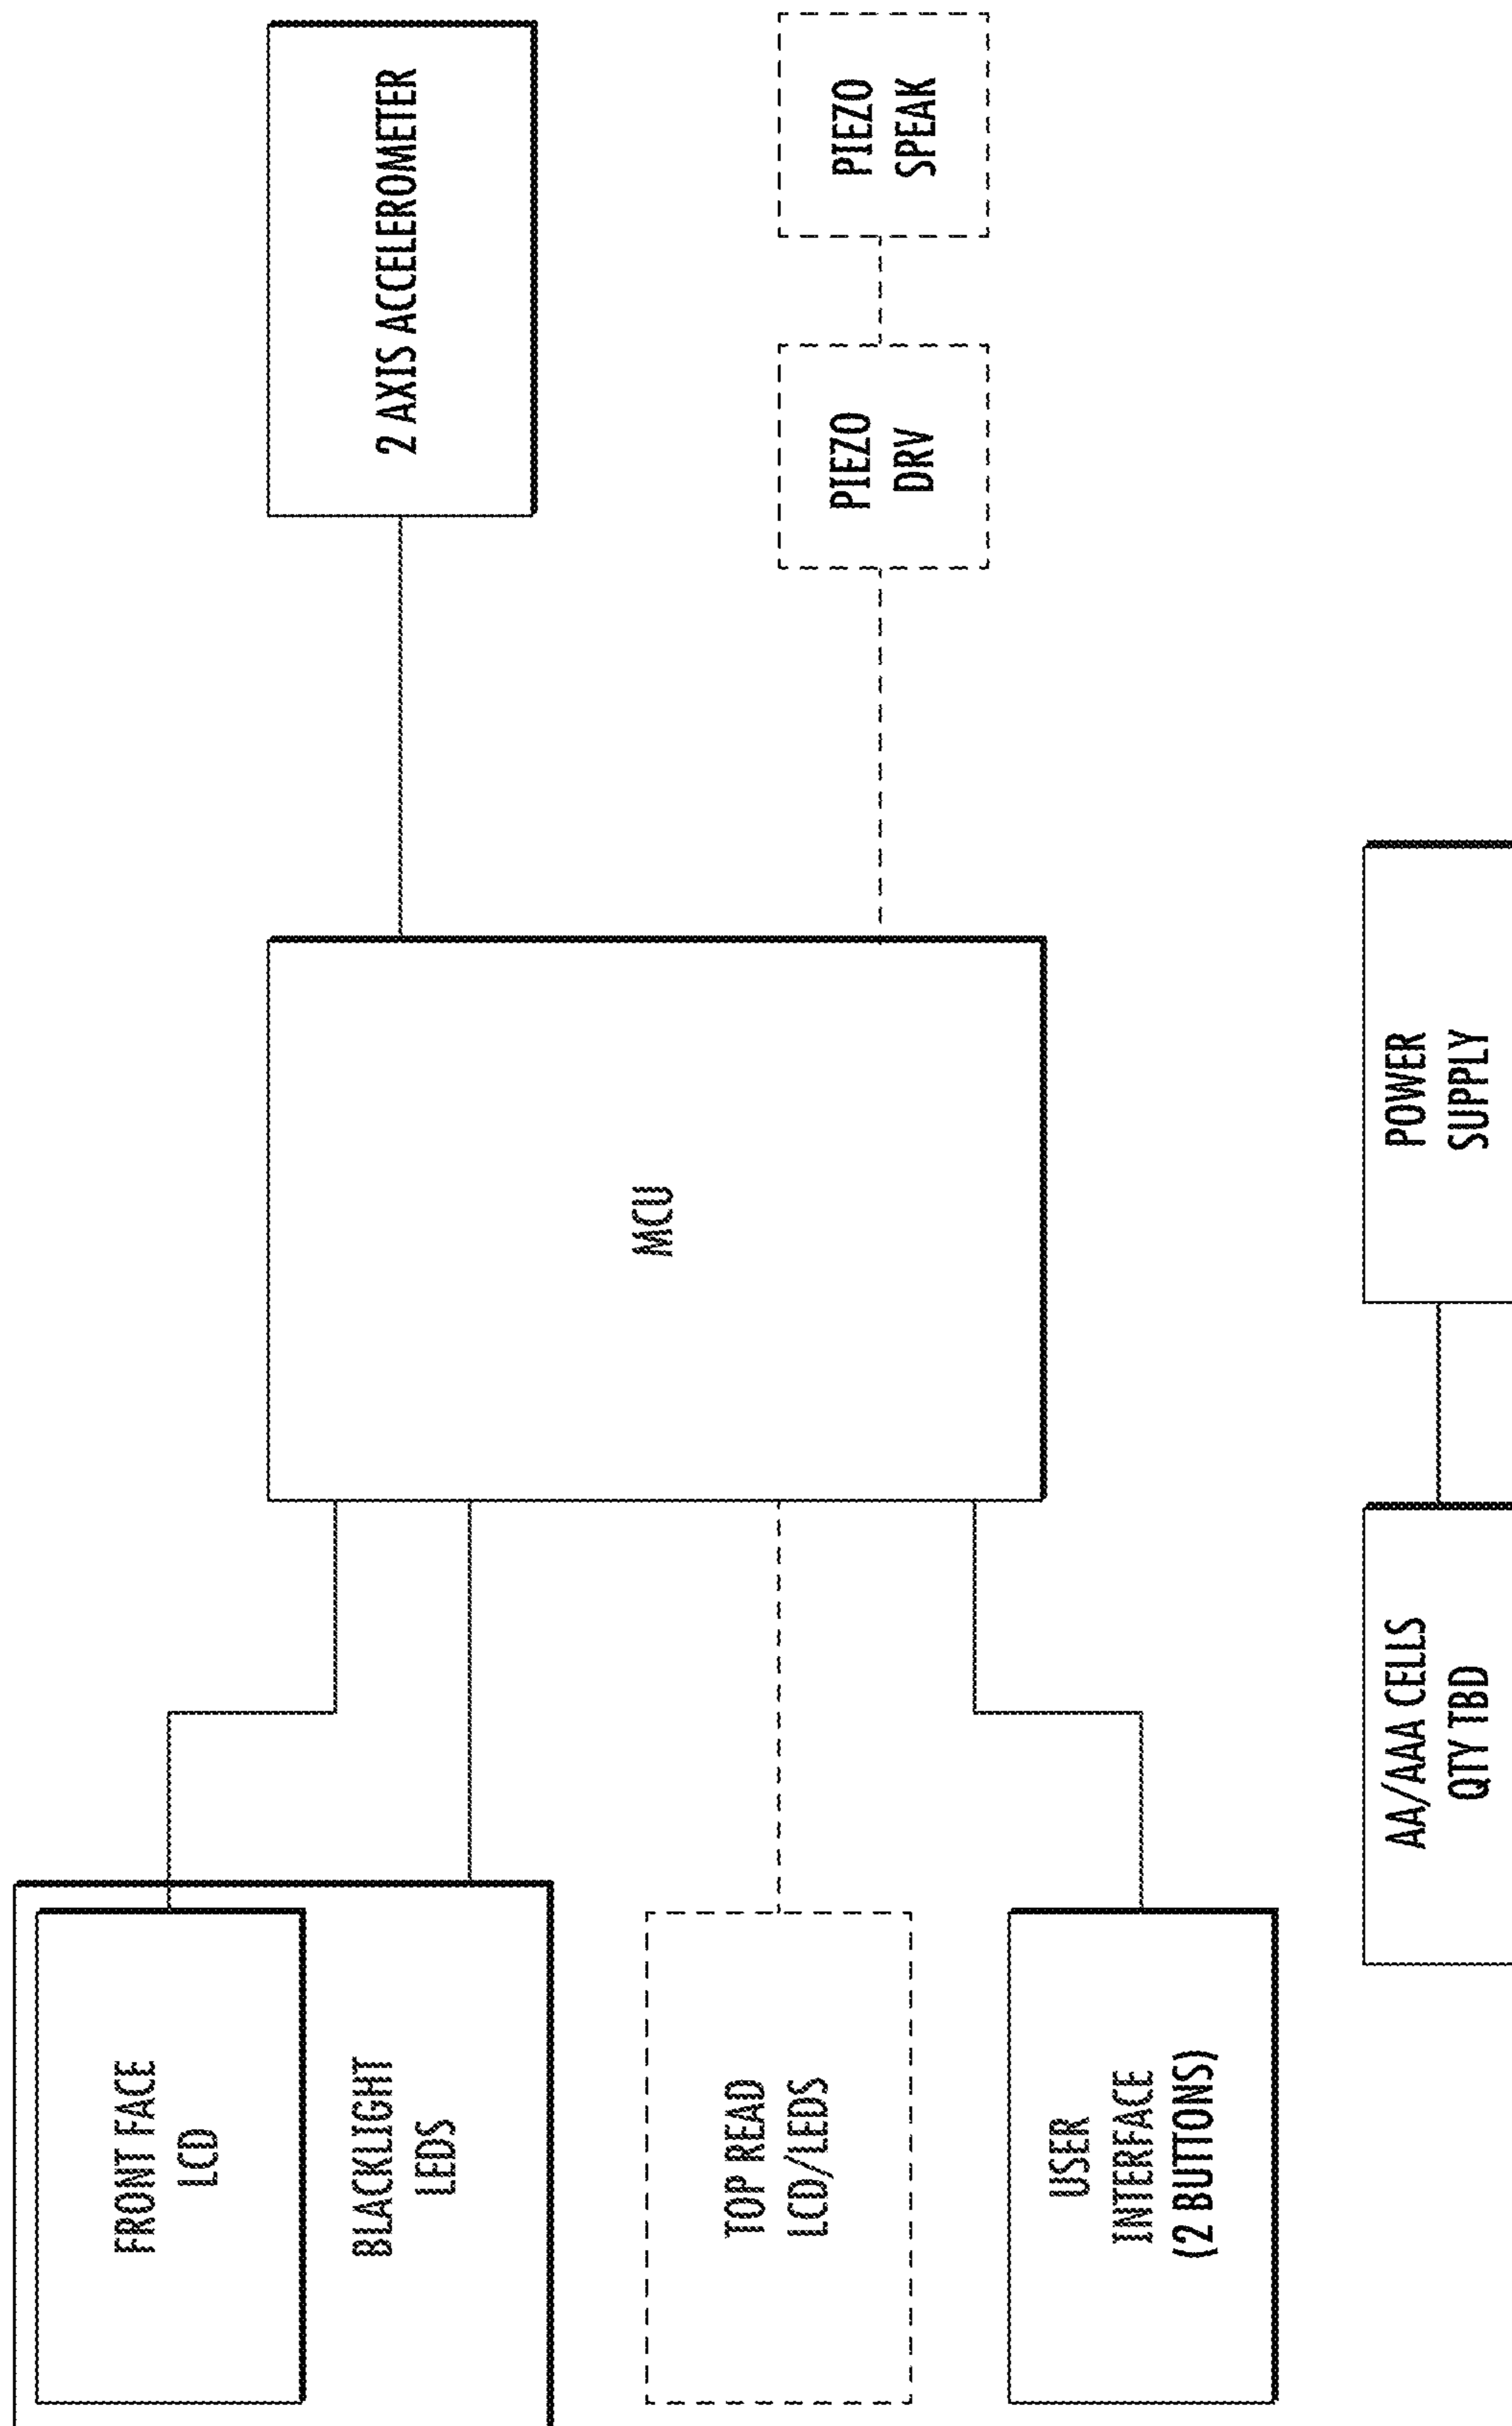 FRONT FACE
LCD
BLACKLIGHT
LEDS
TOP READ
LCD/LEDS
USER
INTERFACE
(2 BUTTONS)
MCU
2 AXIS ACCELEROMETER
PIEZO
DRV
PIEZO
SPEAK
AA/AAA CELLS
QTY TBD
POWER
SUPPLY